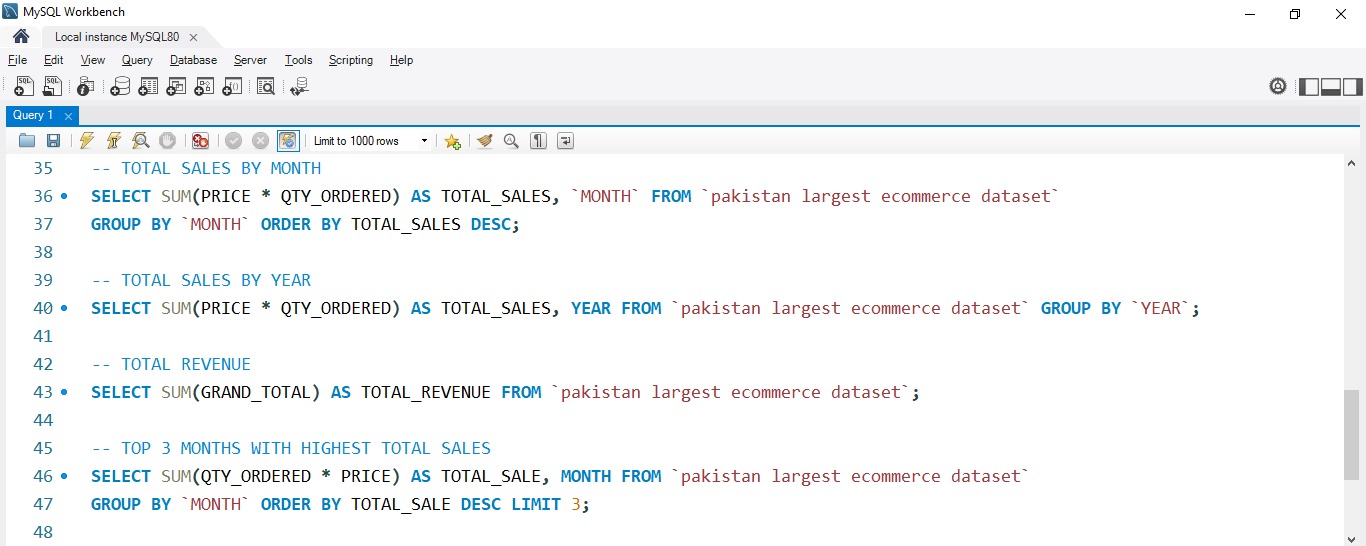 MySQL Workbench
Local instance MySQL80
File Edit View Query Database Server Tools Scripting Help
Query 1
Limit to 1000 rows
35 -- TOTAL SALES BY MONTH
36 SELECT SUM(PRICE * QTY_ORDERED) AS TOTAL_SALES, `MONTH` FROM `pakistan largest ecommerce dataset`
37 GROUP BY `MONTH` ORDER BY TOTAL_SALES DESC;
38
39 -- TOTAL SALES BY YEAR
40 SELECT SUM(PRICE * QTY_ORDERED) AS TOTAL_SALES, YEAR FROM `pakistan largest ecommerce dataset` GROUP BY `YEAR`;
41
42 -- TOTAL REVENUE
43 SELECT SUM(GRAND_TOTAL) AS TOTAL_REVENUE FROM `pakistan largest ecommerce dataset`;
44
45 -- TOP 3 MONTHS WITH HIGHEST TOTAL SALES
46 SELECT SUM(QTY_ORDERED * PRICE) AS TOTAL_SALE, MONTH FROM `pakistan largest ecommerce dataset`
47 GROUP BY `MONTH` ORDER BY TOTAL_SALE DESC LIMIT 3;
48